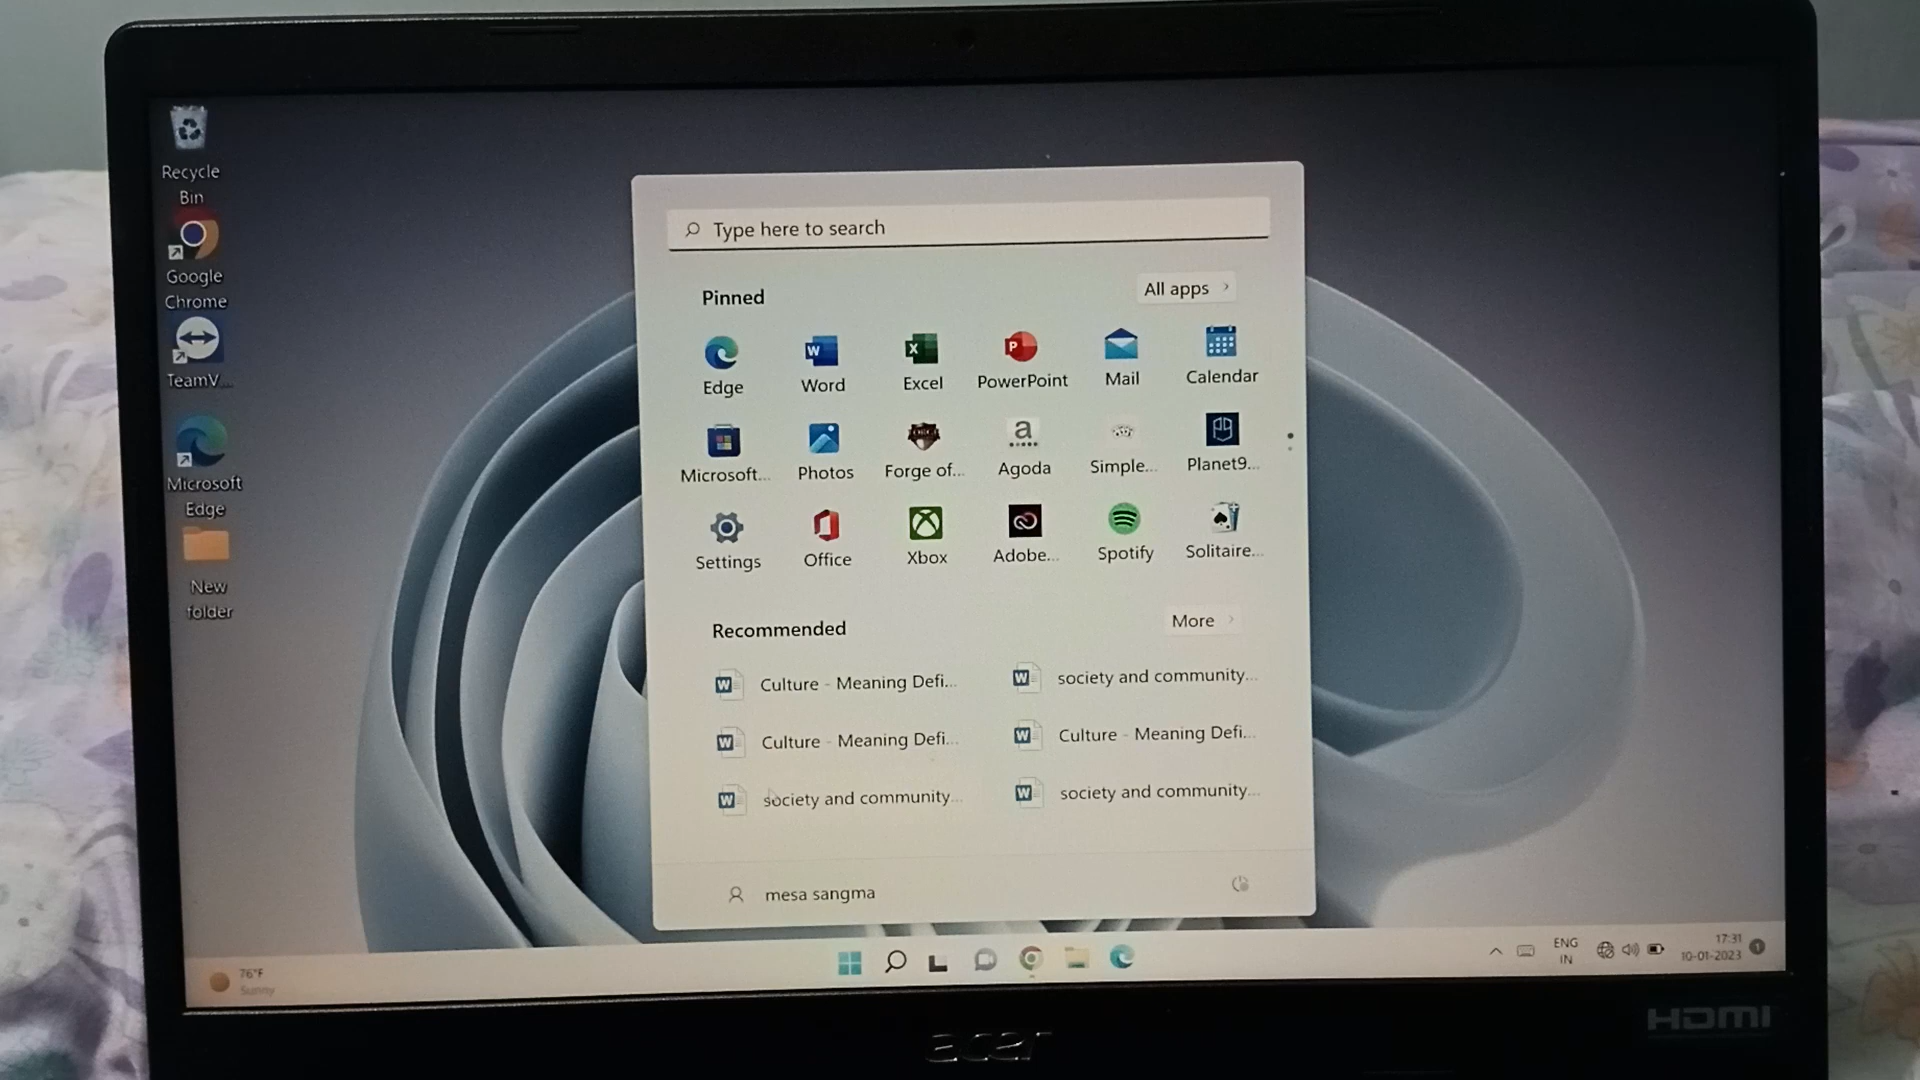 Recycle
Bin
Google
Chrome
TeamV...
Microsoft
Edge
New
folder
Type here to search
Pinned
All apps
Edge
Word
Excel
PowerPoint
Mail
Calendar
Microsoft...
Photos
Forge of...
Agoda
Simple...
Planet9...
Settings
Office
Xbox
Adobe...
Spotify
Solitaire...
Recommended
More
Culture - Meaning Defi...
society and community...
Culture - Meaning Defi...
Culture - Meaning Defi...
society and community...
society and community...
mesa sangma
76°F
Sunny
ENG
IN
17:31
10-01-2023
1
acer
HDMI